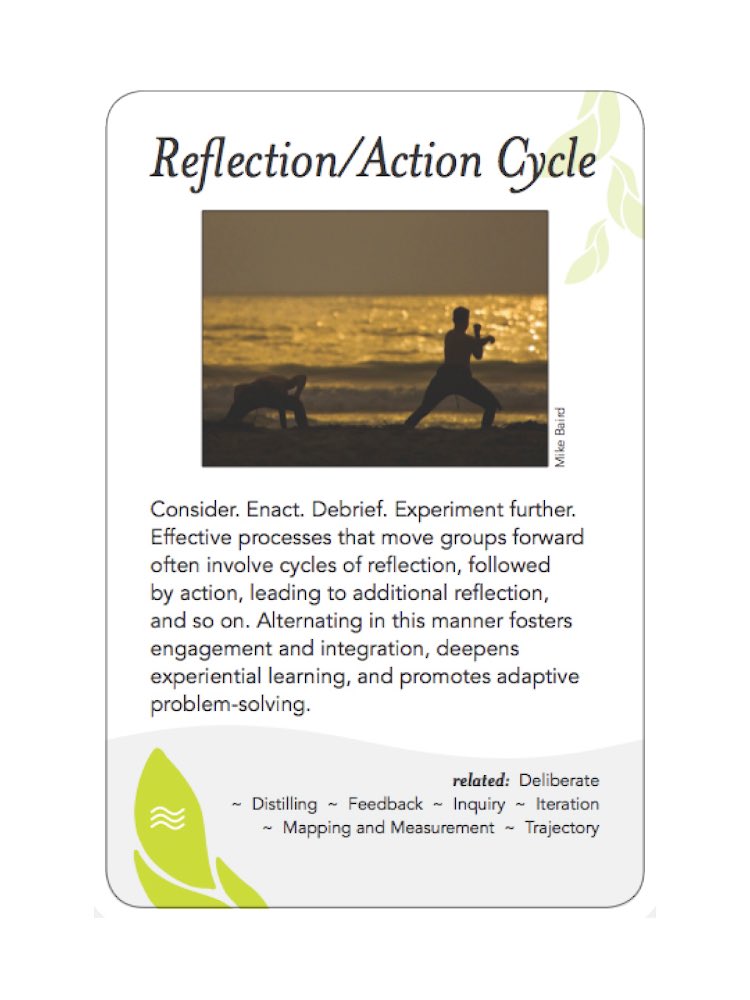 Reflection/Action Cycle
Mike Baird
Consider. Enact. Debrief. Experiment further.
Effective processes that move groups forward
often involve cycles of reflection, followed
by action, leading to additional reflection,
and so on. Alternating in this manner fosters
engagement and integration, deepens
experiential learning, and promotes adaptive
problem-solving.
related: Deliberate
~ Distilling ~ Feedback ~ Inquiry ~ Iteration
~ Mapping and Measurement ~ Trajectory